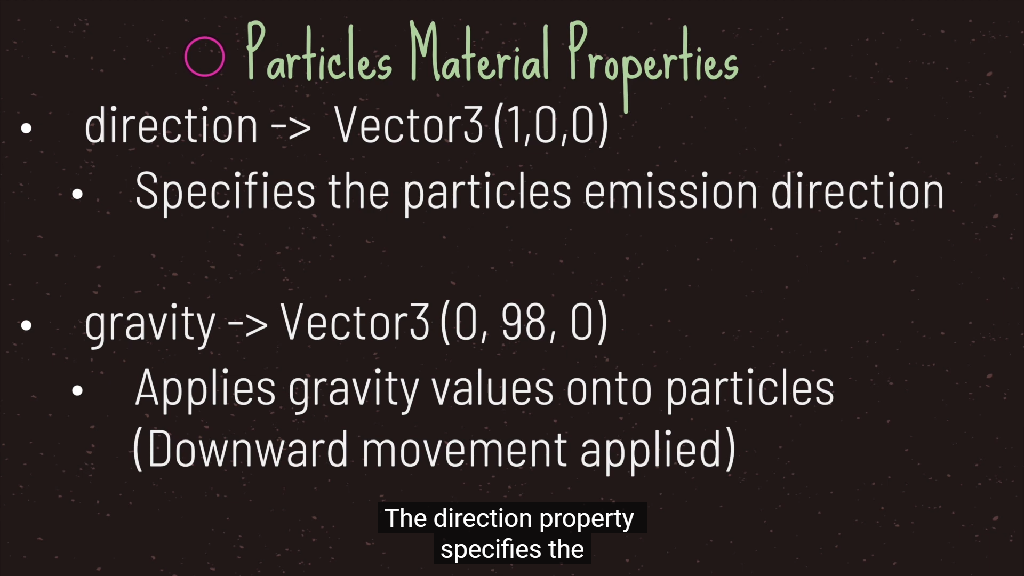 Particles Material Properties
• direction -> Vector3 (1,0,0)
• Specifies the particles emission direction
• gravity -> Vector3 (0, 98, 0)
• Applies gravity values onto particles
(Downward movement applied)
The direction property
specifies the